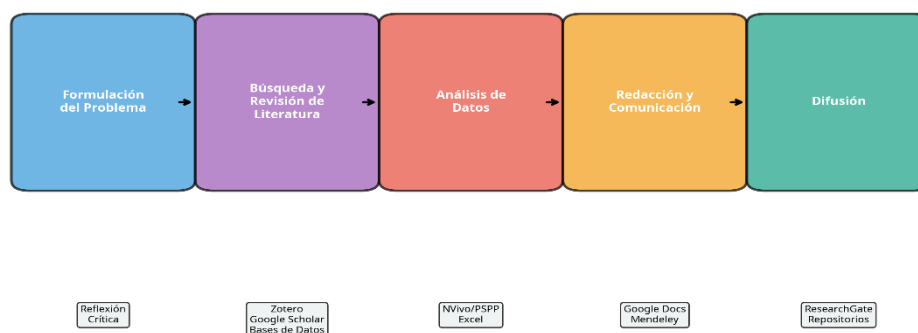 Formulación
del Problema
Búsqueda y
Revisión de
Literatura
Análisis de
Datos
Redacción y
Comunicación
Difusión
Reflexión
Crítica
Zotero
Google Scholar
Bases de Datos
NVivo/PSPP
Excel
Google Docs
Mendeley
ResearchGate
Repositorios